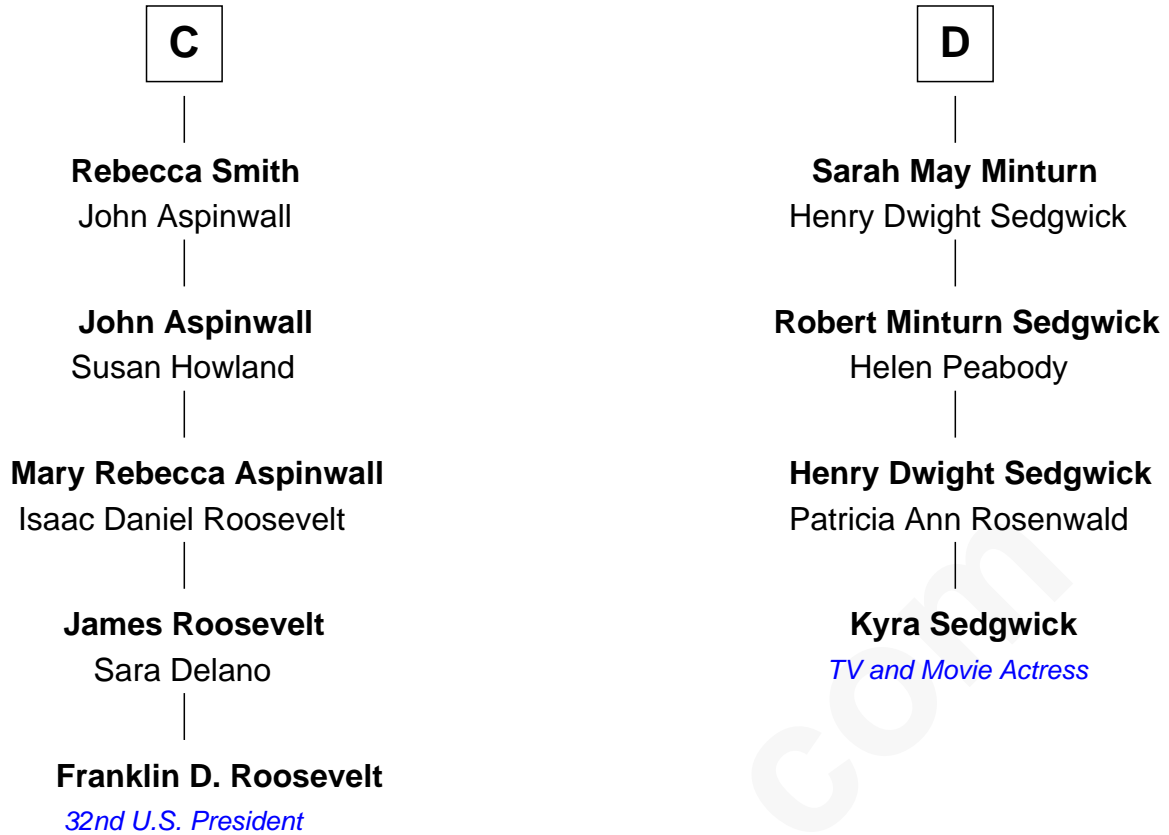 C
Rebecca Smith
John Aspinwall
John Aspinwall
Susan Howland
Mary Rebecca Aspinwall
Isaac Daniel Roosevelt
James Roosevelt
Sara Delano
Franklin D. Roosevelt
32nd U.S. President
D
Sarah May Minturn
Henry Dwight Sedgwick
Robert Minturn Sedgwick
Helen Peabody
Henry Dwight Sedgwick
Patricia Ann Rosenwald
Kyra Sedgwick
TV and Movie Actress
com